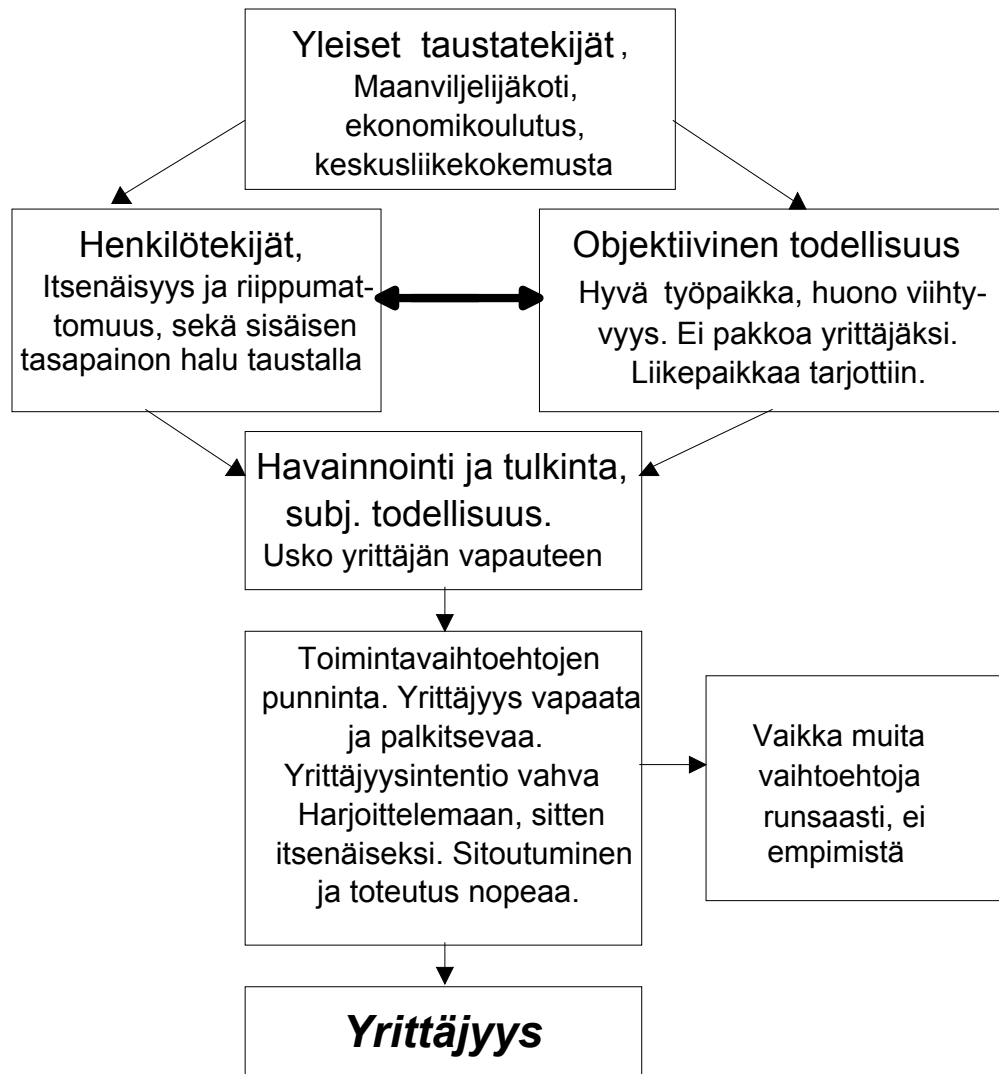 Yleiset taustatekijät,
Maanviljelijäkoti,
ekonomikoulutus,
keskusliikekokemusta
Henkilötekijät,
Itsenäisyys ja riippumat-
tomuus, sekä sisäisen
tasapainon halu taustalla
Objektiivinen todellisuus
Hyvä työpaikka, huono viihty-
vyys. Ei pakkoa yrittäjäksi.
Liikepaikkaa tarjottiin.
Havainnointi ja tulkinta,
subj. todellisuus.
Usko yrittäjän vapauteen
Toimintavaihtoehtojen
punninta. Yrittäjyys vapaata
ja palkitsevaa.
Yrittäjyysintentio vahva
Harjoittelemaan, sitten
itsenäiseksi. Sitoutuminen
ja toteutus nopeaa.
Vaikka muita
vaihtoehtoja
runsaasti, ei
empimistä
Yrittäjyys